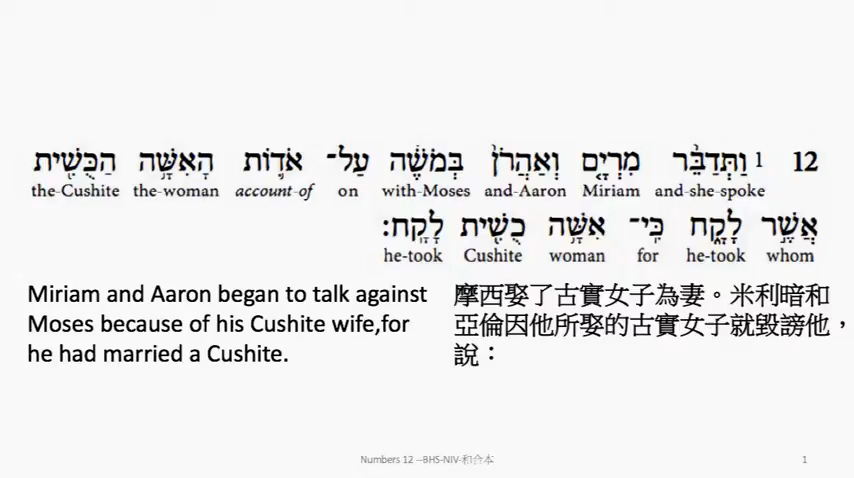 12 1 וַתְּדַבֵּ֨ר מִרְיָ֤ם וְאַהֲרֹן֙ בְּמֹשֶׁ֔ה עַל־ אֹד֛וֹת הָאִשָּׁ֥ה הַכֻּשִׁ֖ית
the-Cushite the-woman account-of on with-Moses and-Aaron Miriam and-she-spoke
אֲשֶׁ֣ר לָקָ֑ח כִּֽי־ אִשָּׁ֥ה כֻשִׁ֖ית לָקָֽח׃
he-took Cushite woman for he-took whom
Miriam and Aaron began to talk against
Moses because of his Cushite wife,for
he had married a Cushite.
摩西娶了古實女子為妻。米利暗和
亞倫因他所娶的古實女子就毀謗他，
說：
Numbers 12 --BHS-NIV-和合本
1